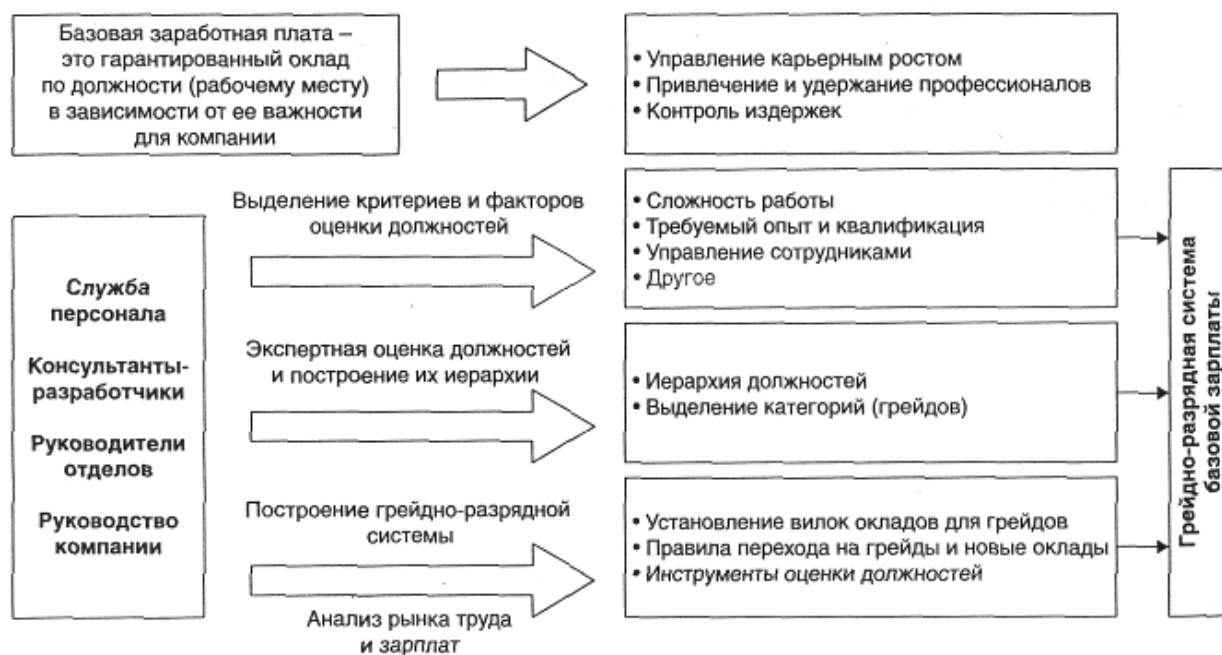 Базовая заработная плата –
это гарантированный оклад
по должности (рабочему месту)
в зависимости от ее важности
для компании
• Управление карьерным ростом
• Привлечение и удержание профессионалов
• Контроль издержек
Служба
персонала
Консультанты-
разработчики
Руководители
отделов
Руководство
компании
Выделение критериев и факторов
оценки должностей
• Сложность работы
• Требуемый опыт и квалификация
• Управление сотрудниками
• Другое
Экспертная оценка должностей
и построение их иерархии
• Иерархия должностей
• Выделение категорий (грейдов)
Построение грейдно-разрядной
системы
Анализ рынка труда
и зарплат
• Установление вилок окладов для грейдов
• Правила перехода на грейды и новые оклады
• Инструменты оценки должностей
Грейдно-разрядная система
базовой зарплаты